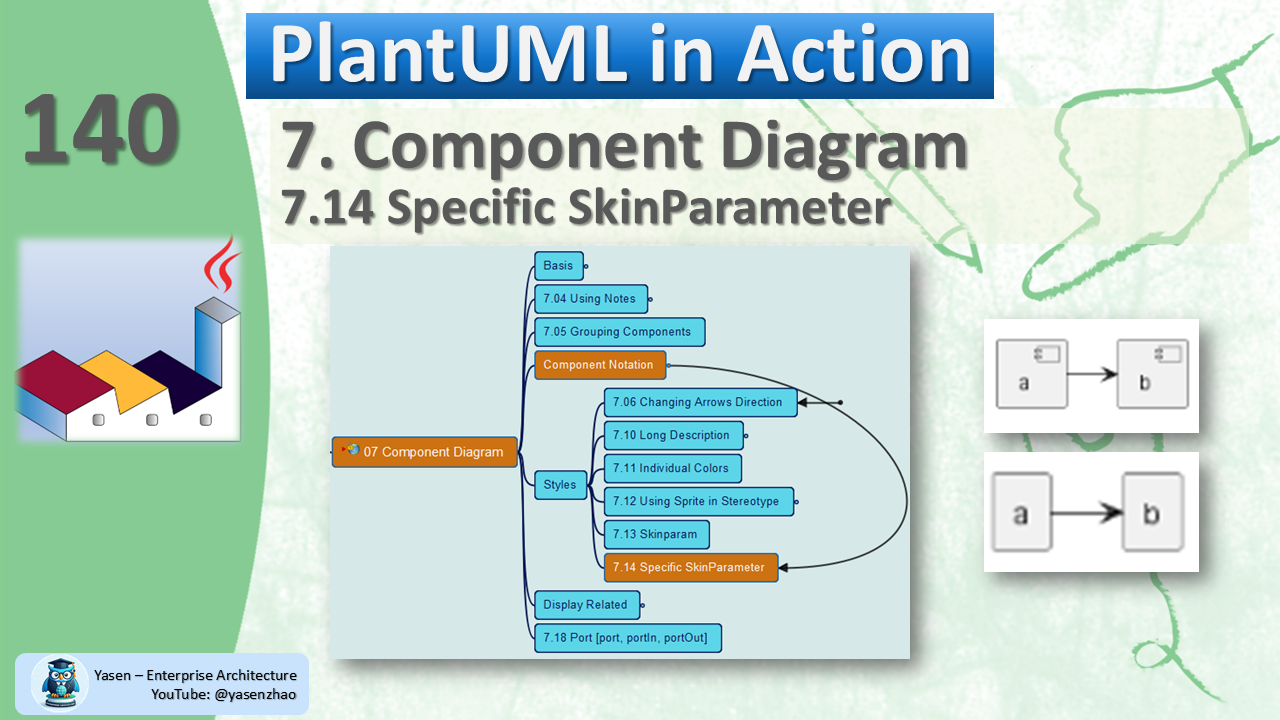 PlantUML in Action
140
7. Component Diagram
7.14 Specific SkinParameter
Basis
7.04 Using Notes
7.05 Grouping Components
Component Notation
7.06 Changing Arrows Direction
7.10 Long Description
07 Component Diagram
7.11 Individual Colors
Styles
7.12 Using Sprite in Stereotype
7.13 Skinparam
7.14 Specific SkinParameter
Display Related
7.18 Port [port, portIn, portOut]
a
b
a
b
Yasen – Enterprise Architecture
YouTube: @yasenzhao